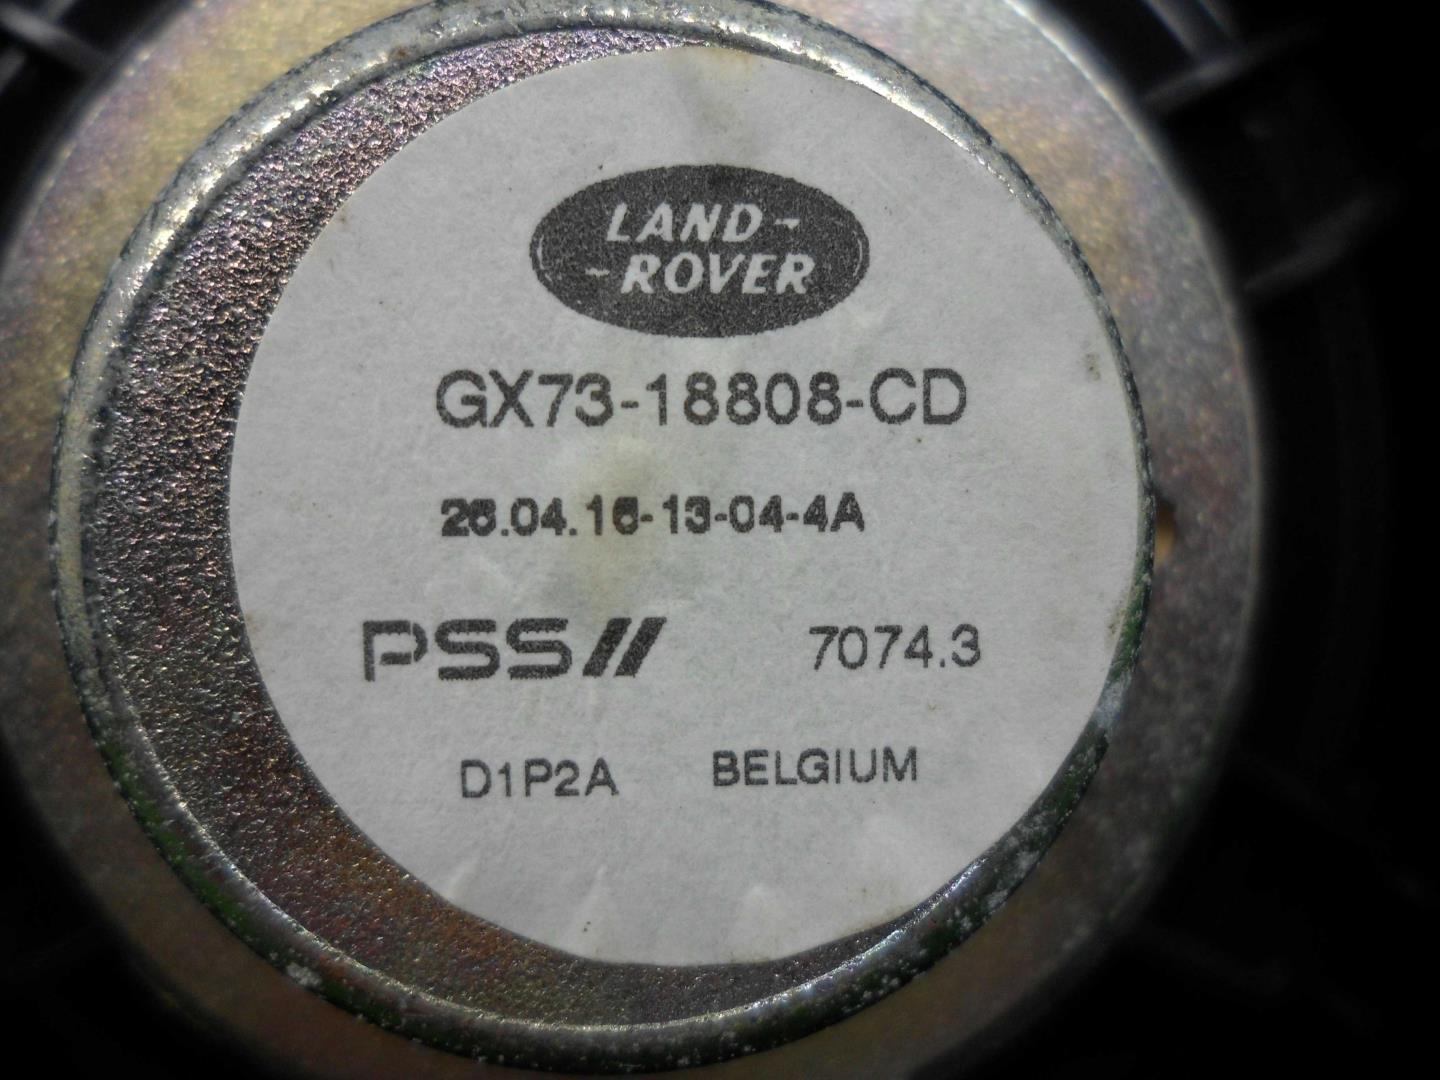 LAND-
-ROVER
GX73-18808-CD
26.04.16-13-04-4A
PSS//
7074.3
D1P2A BELGIUM